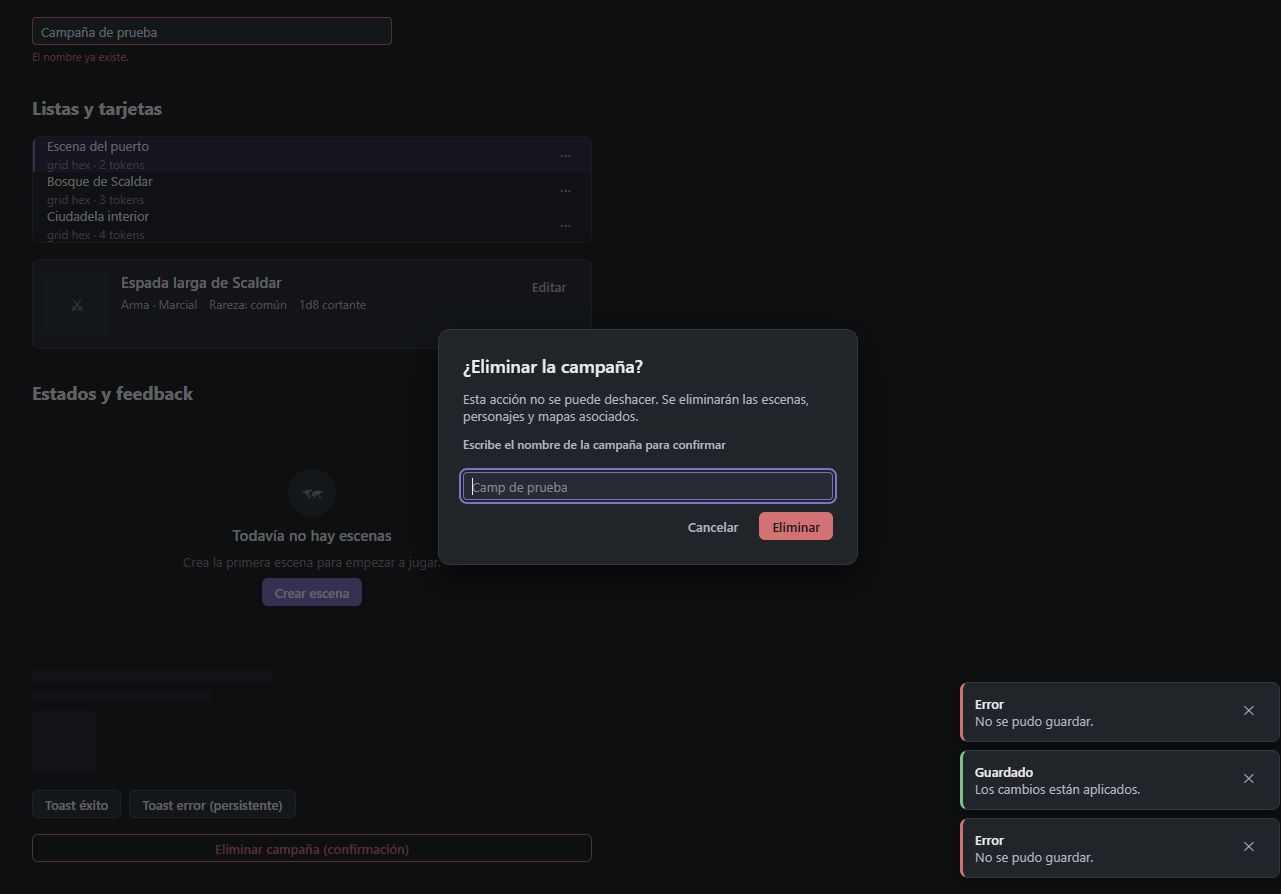 Campaña de prueba
El nombre ya existe.
Listas y tarjetas
Escena del puerto
grid hex · 2 tokens
...
Bosque de Scaldar
grid hex · 3 tokens
...
Ciudadela interior
grid hex · 4 tokens
...
Espada larga de Scaldar
Arma · Marcial Rareza: común 1d8 cortante
Editar
Estados y feedback
¿Eliminar la campaña?
Esta acción no se puede deshacer. Se eliminarán las escenas,
personajes y mapas asociados.
Escribe el nombre de la campaña para confirmar
Camp de prueba
Cancelar
Eliminar
Todavía no hay escenas
Crea la primera escena para empezar a jugar.
Crear escena
Toast éxito
Toast error (persistente)
Eliminar campaña (confirmación)
Error
No se pudo guardar.
Guardado
Los cambios están aplicados.
Error
No se pudo guardar.